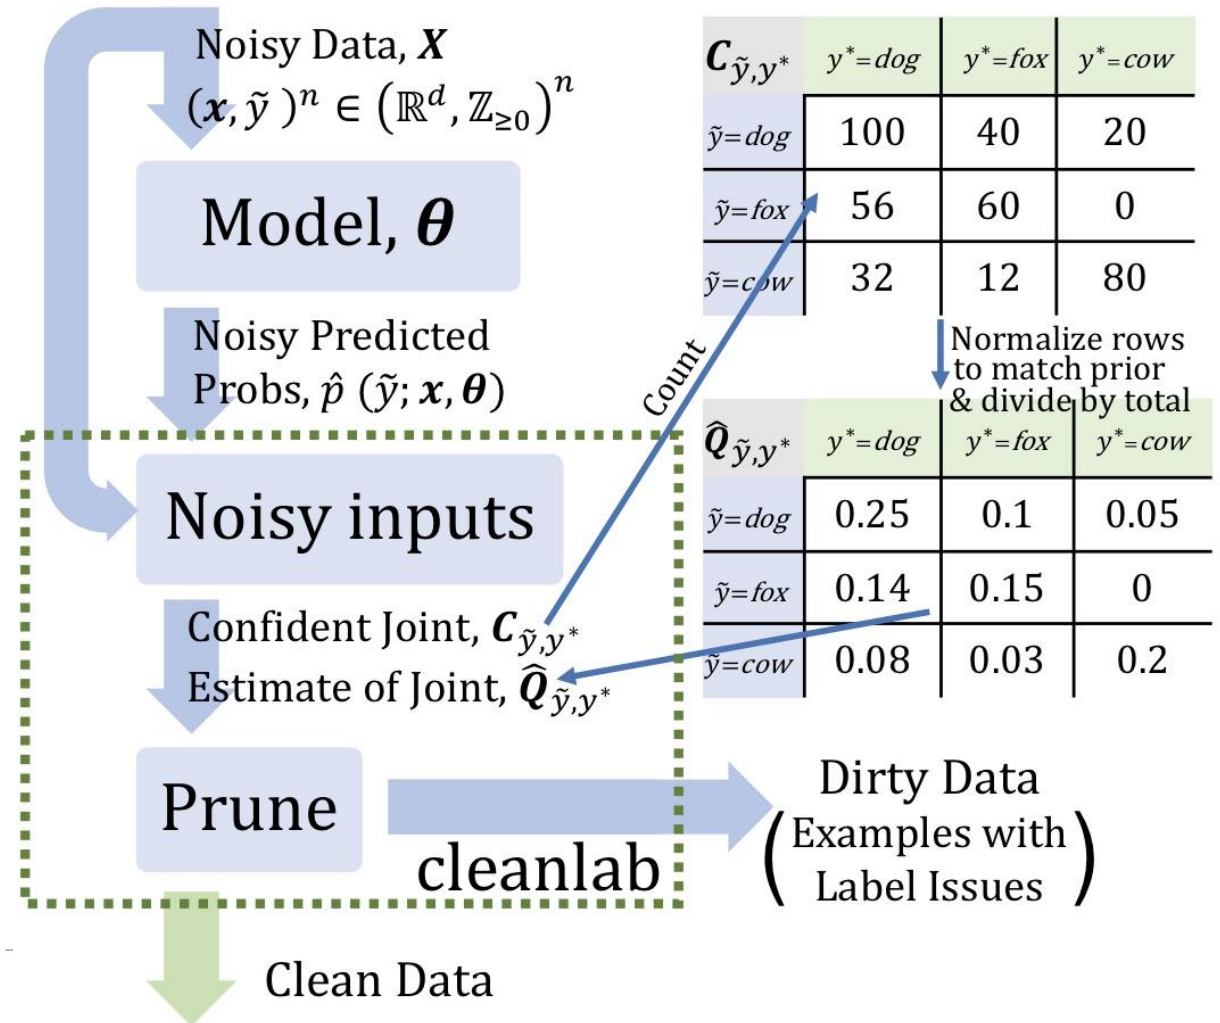 Noisy Data, X
(x, ỹ )ⁿ ∈ (ℝᵈ, ℤ≥0)ⁿ
Model, θ
Noisy Predicted
Probs, p̂ (ỹ; x, θ)
Noisy inputs
Confident Joint, C ỹ,y*
Estimate of Joint, Q̂ ỹ,y*
Prune
cleanlab
Clean Data
Dirty Data
(Examples with
Label Issues)
Count
C ỹ,y* y*=dog y*=fox y*=cow
ỹ=dog 100 40 20
ỹ=fox 56 60 0
ỹ=cow 32 12 80
Normalize rows
to match prior
& divide by total
Q̂ ỹ,y* y*=dog y*=fox y*=cow
ỹ=dog 0.25 0.1 0.05
ỹ=fox 0.14 0.15 0
ỹ=cow 0.08 0.03 0.2